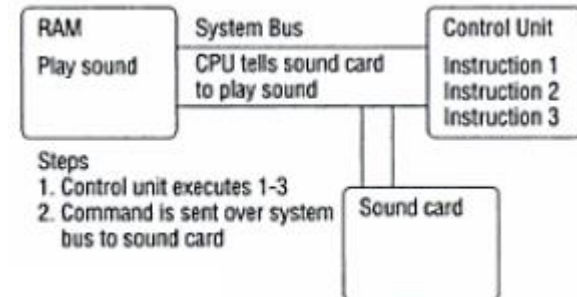 RAM
Play sound
System Bus
CPU tells sound card
to play sound
Control Unit
Instruction 1
Instruction 2
Instruction 3
Steps
1. Control unit executes 1-3
2. Command is sent over system
bus to sound card
Sound card